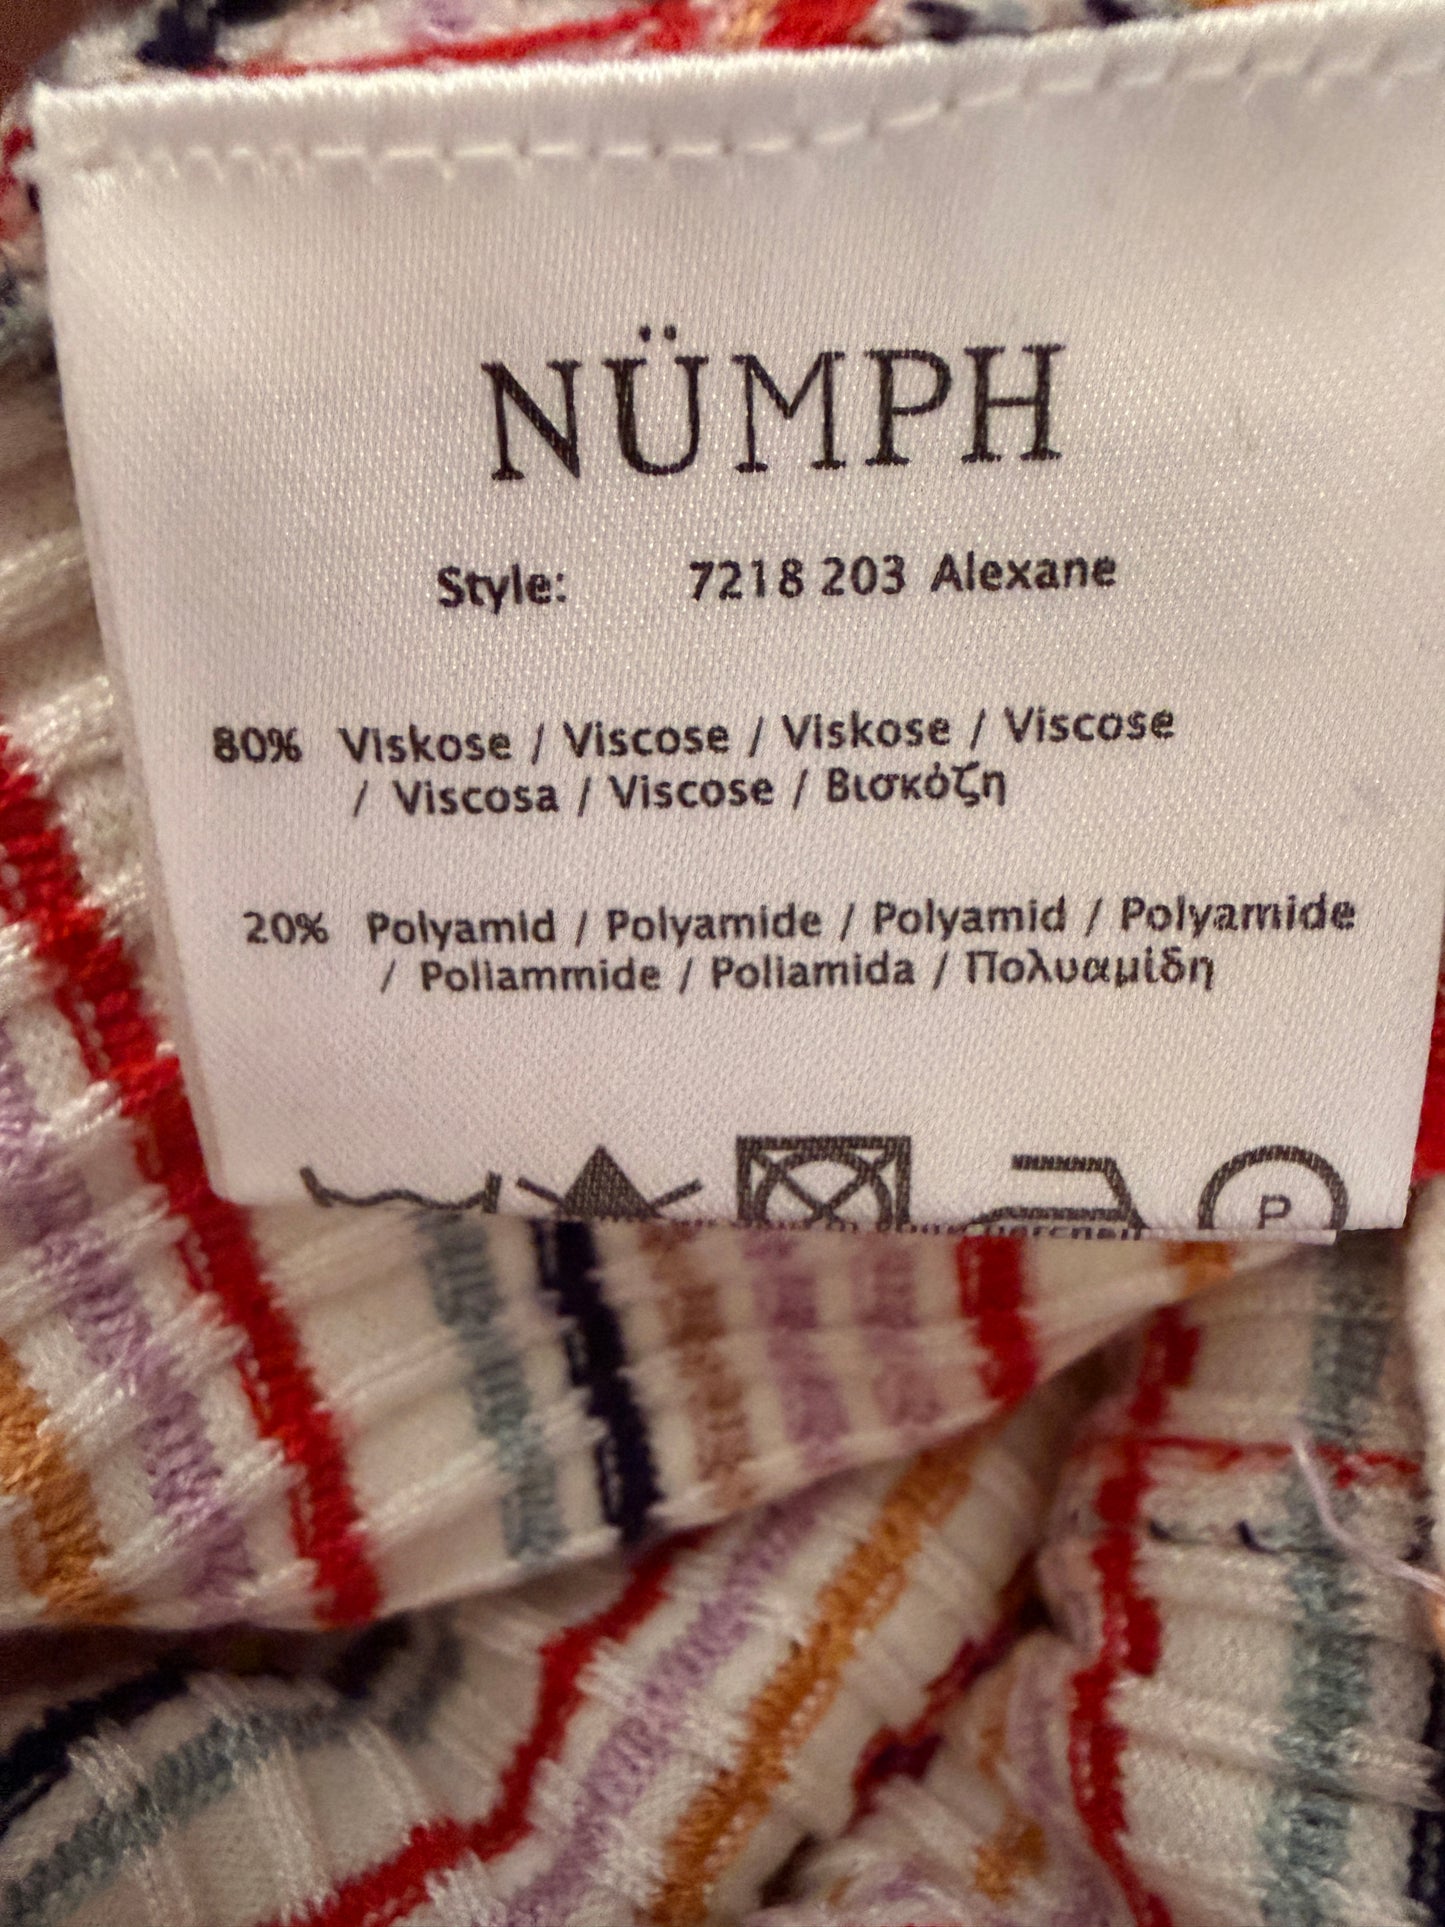 NÜMPH
Style: 7218 203 Alexane
80% Viskose / Viscose / Viskose / Viscose
/ Viscosa / Viscose / Βισκόζη
20% Polyamid / Polyamide / Polyamid / Polyamide
/ Poliammide / Poliamida / Πολυαμίδη
P